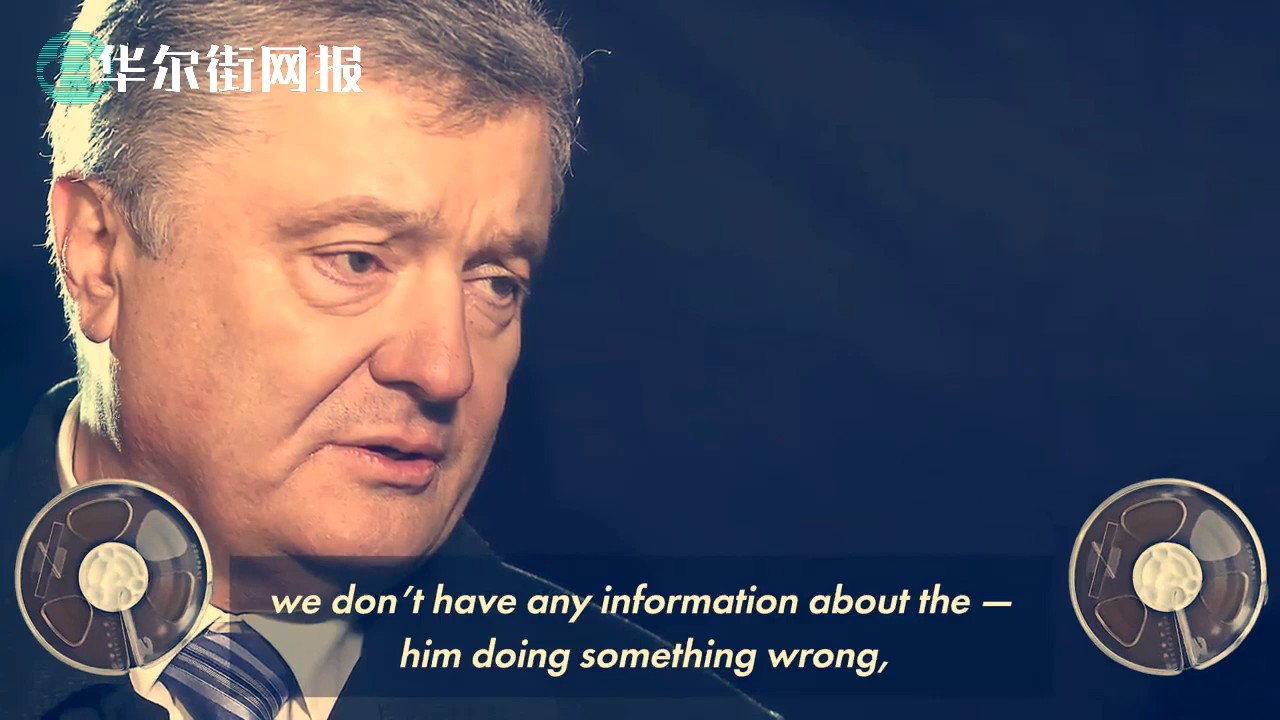 华尔街网报
we don't have any information about the —
him doing something wrong,